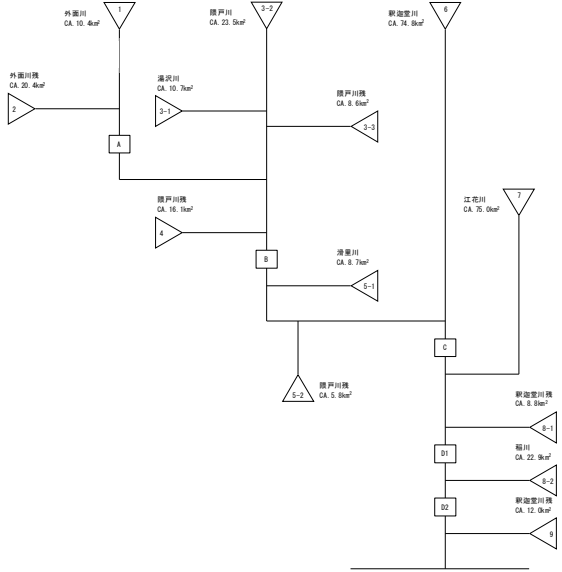 外面川
CA. 10.4km²
1
隈戸川
CA. 23.5km²
3-2
釈迦堂川
CA. 74.8km²
6
外面川残
CA. 20.4km²
2
湯沢川
CA. 10.7km²
3-1
隈戸川残
CA. 8.6km²
3-3
A
隈戸川残
CA. 16.1km²
4
江花川
CA. 75.0km²
7
B
滑里川
CA. 8.7km²
5-1
C
隈戸川残
CA. 5.8km²
5-2
釈迦堂川残
CA. 8.8km²
8-1
D1
稲川
CA. 22.9km²
8-2
D2
釈迦堂川残
CA. 12.0km²
9